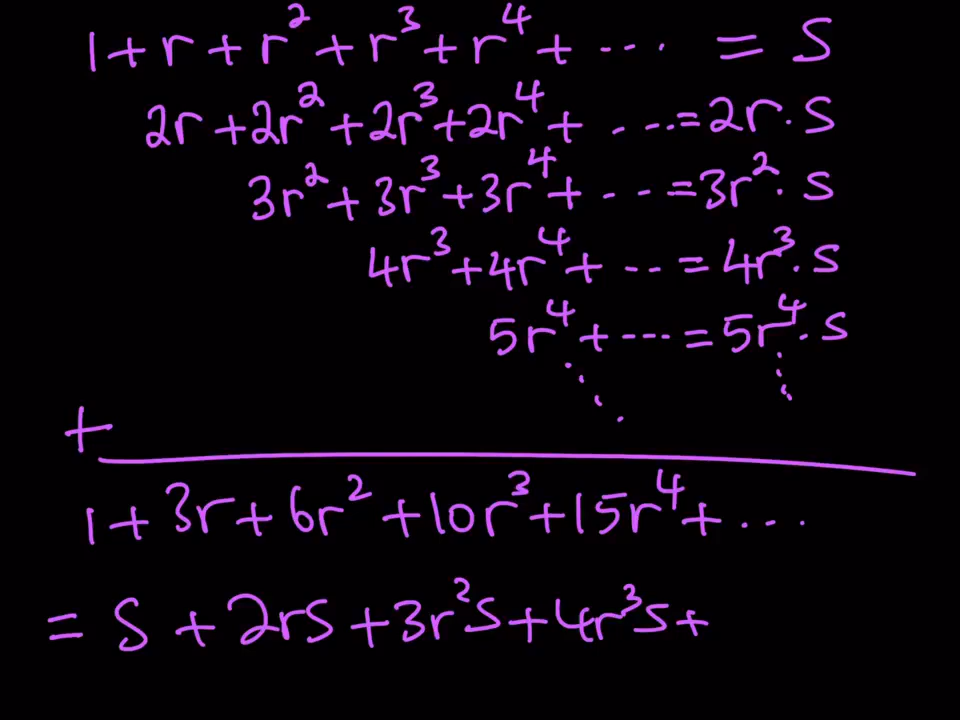 1 + r + r² + r³ + r⁴ + ... = S
2r + 2r² + 2r³ + 2r⁴ + ... = 2r · S
3r² + 3r³ + 3r⁴ + ... = 3r² · S
4r³ + 4r⁴ + ... = 4r³ · S
5r⁴ + ... = 5r⁴ · S
+
1 + 3r + 6r² + 10r³ + 15r⁴ + ...
= S + 2rS + 3r²S + 4r³S +